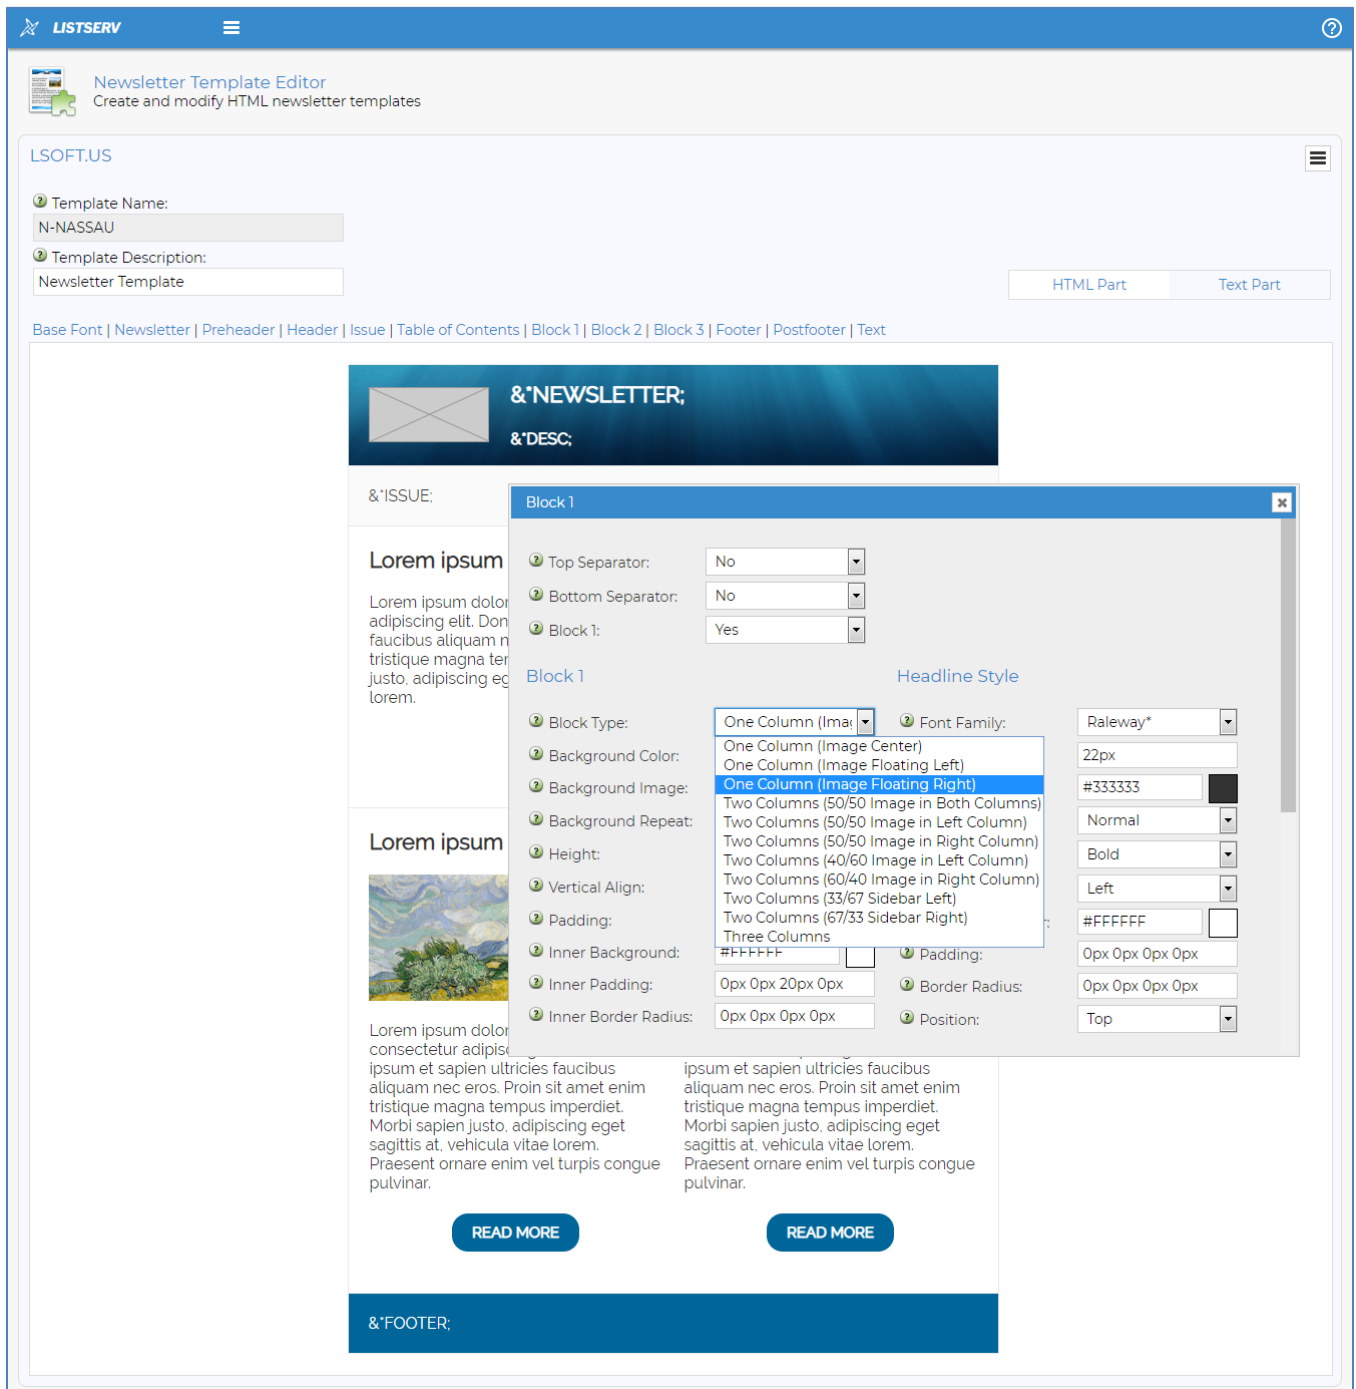 LISTSERV
Newsletter Template Editor
Create and modify HTML newsletter templates
LSOFT.US
Template Name:
N-NASSAU
Template Description:
Newsletter Template
HTML Part
Text Part
Base Font | Newsletter | Preheader | Header | Issue | Table of Contents | Block 1 | Block 2 | Block 3 | Footer | Postfooter | Text
&*NEWSLETTER;
&*DESC;
&*ISSUE;
Lorem ipsum
Lorem ipsum dolor
adipiscing elit.
faucibus aliquam
tristique magna
justo, adipiscing
lorem.
Block 1
Top Separator: No
Bottom Separator: No
Block 1: Yes
Block 1
Headline Style
Block Type:
One Column
Font Family: Raleway*
Background Color:
22px
Background Image:
#333333
Background Repeat:
Normal
Height:
Bold
Vertical Align:
Left
Padding:
#FFFFFF
One Column (Image Center)
One Column (Image Floating Left)
One Column (Image Floating Right)
Two Columns (50/50 Image in Both Columns)
Two Columns (50/50 Image in Left Column)
Two Columns (50/50 Image in Right Column)
Two Columns (40/60 Image in Left Column)
Two Columns (60/40 Image in Right Column)
Two Columns (33/67 Sidebar Left)
Two Columns (67/33 Sidebar Right)
Three Columns
Inner Background: #FFFFFF
Padding: 0px 0px 0px 0px
Inner Padding: 0px 0px 20px 0px
Border Radius: 0px 0px 0px 0px
Inner Border Radius: 0px 0px 0px 0px
Position: Top
Lorem ipsum
Lorem ipsum dolor
consectetur
ipsum et sapien ultricies faucibus
aliquam nec eros. Proin sit amet enim
tristique magna tempus imperdiet.
Morbi sapien justo, adipiscing eget
sagittis at, vehicula vitae lorem.
Praesent ornare enim vel turpis congue
pulvinar.
READ MORE
ipsum et sapien ultricies faucibus
aliquam nec eros. Proin sit amet enim
tristique magna tempus imperdiet.
Morbi sapien justo, adipiscing eget
sagittis at, vehicula vitae lorem.
Praesent ornare enim vel turpis congue
pulvinar.
READ MORE
&*FOOTER;